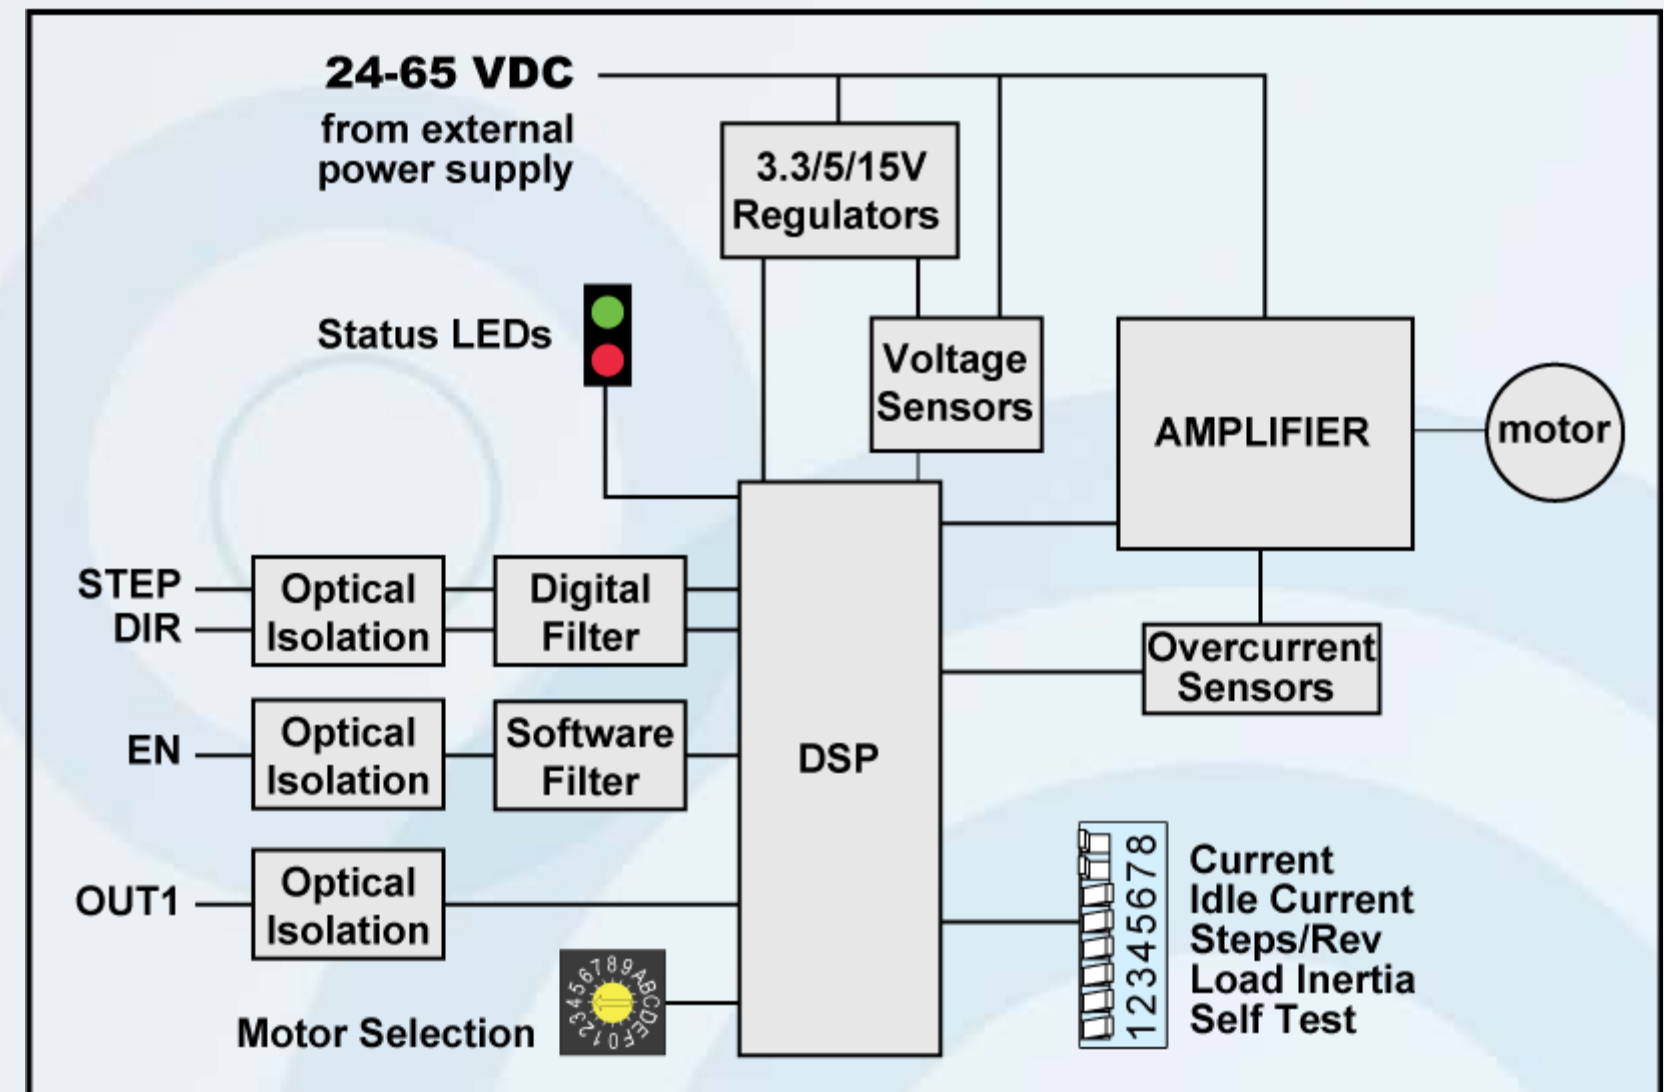 24-65 VDC
from external
power supply
3.3/5/15V
Regulators
Status LEDs
Voltage
Sensors
AMPLIFIER
motor
STEP
DIR
Optical
Isolation
Digital
Filter
Overcurrent
Sensors
EN
Optical
Isolation
Software
Filter
DSP
OUT1
Optical
Isolation
12345678
Current
Idle Current
Steps/Rev
Load Inertia
Self Test
Motor Selection
0123456789ABCDEF